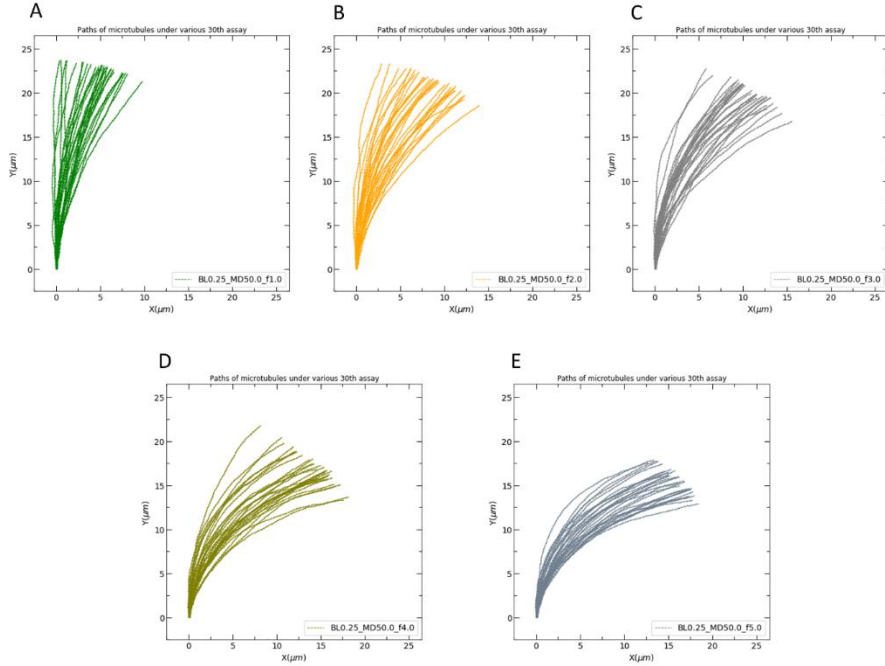 A
Paths of microtubules under various 30th assay
25
20
15
10
5
0
Y(μm)
0 5 10 15 20 25
X(μm)
BL0.25_MD50.0_f1.0
B
Paths of microtubules under various 30th assay
25
20
15
10
5
0
Y(μm)
0 5 10 15 20 25
X(μm)
BL0.25_MD50.0_f2.0
C
Paths of microtubules under various 30th assay
25
20
15
10
5
0
Y(μm)
0 5 10 15 20 25
X(μm)
BL0.25_MD50.0_f3.0
D
Paths of microtubules under various 30th assay
25
20
15
10
5
0
Y(μm)
0 5 10 15 20 25
X(μm)
BL0.25_MD50.0_f4.0
E
Paths of microtubules under various 30th assay
25
20
15
10
5
0
Y(μm)
0 5 10 15 20 25
X(μm)
BL0.25_MD50.0_f5.0